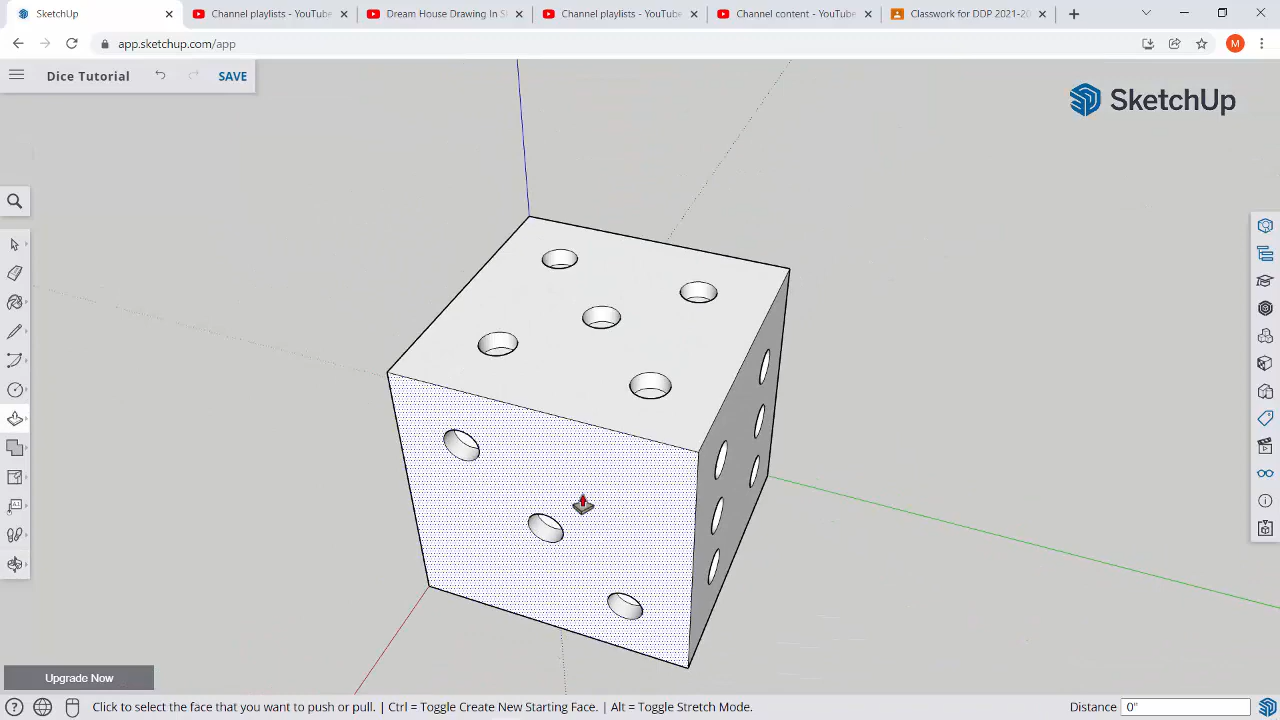 SketchUp
Channel playlists - YouTube
Dream House Drawing In S
Channel playlists - YouTube
Channel content - YouTube
Classwork for DDP 2021-20
app.sketchup.com/app
M
Dice Tutorial
SAVE
SketchUp
Upgrade Now
Click to select the face that you want to push or pull. | Ctrl = Toggle Create New Starting Face. | Alt = Toggle Stretch Mode.
Distance
0"